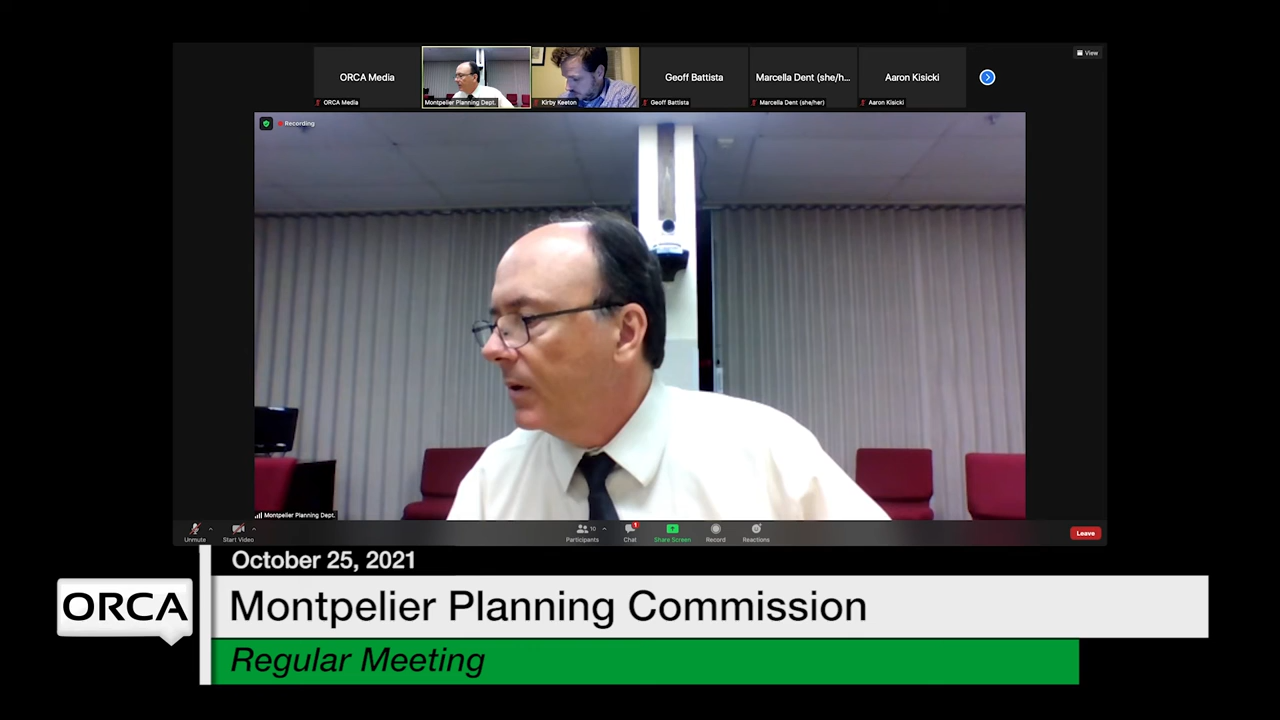 View
ORCA Media
Geoff Battista
Marcella Dent (she/h...
Aaron Kisicki
ORCA Media
Montpelier Planning Dept.
Kirby Keeton
Geoff Battista
Marcella Dent (she/her)
Aaron Kisicki
Recording
Montpelier Planning Dept.
Unmute
Start Video
10
Participants
1
Chat
Share Screen
Record
Reactions
Leave
October 25, 2021
ORCA
Montpelier Planning Commission
Regular Meeting